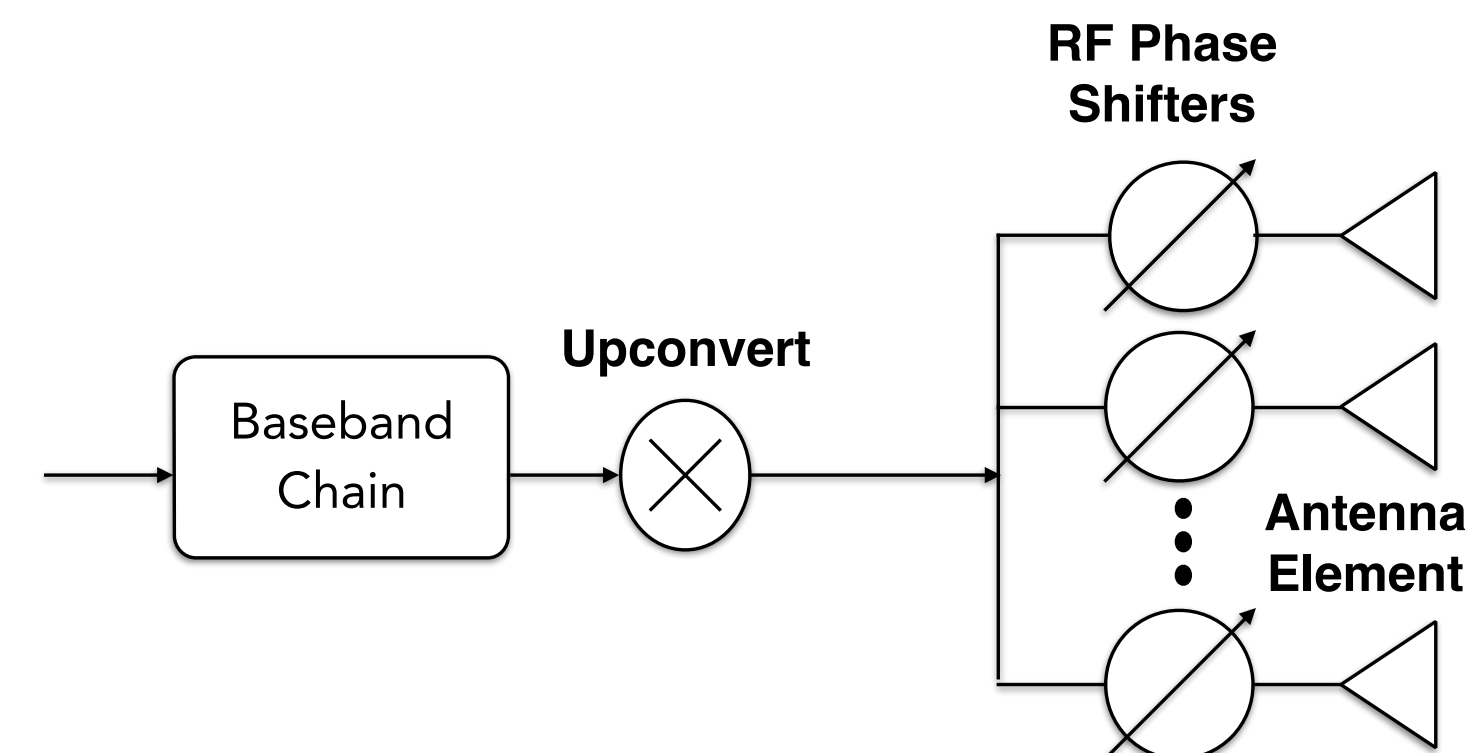 RF Phase
Shifters
Upconvert
Baseband
Chain
Antenna
Element